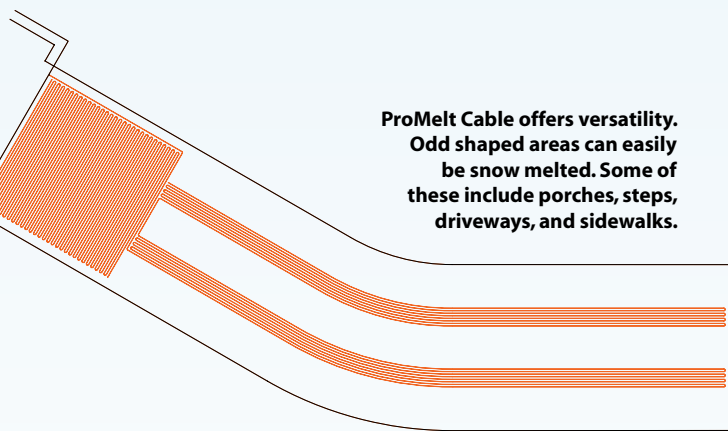 ProMelt Cable offers versatility.
Odd shaped areas can easily
be snow melted. Some of
these include porches, steps,
driveways, and sidewalks.